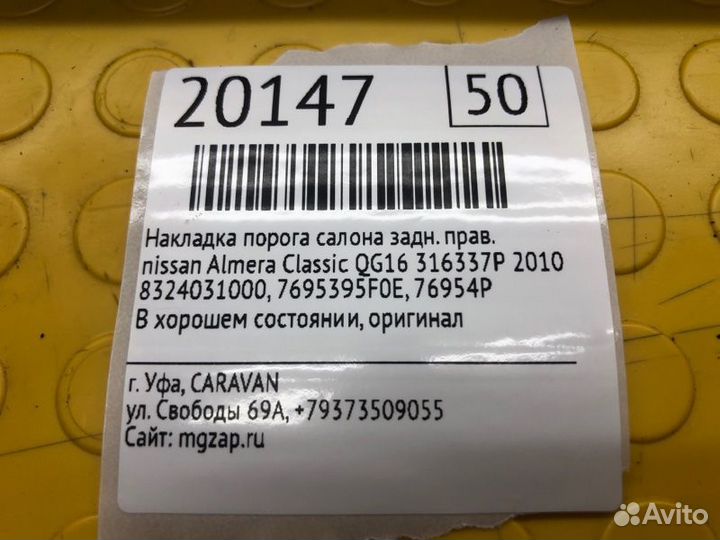 20147
50
Накладка порога салона задн. прав.
nissan Almera Classic QG16 316337P 2010
8324031000, 7695395F0E, 76954P
В хорошем состоянии, оригинал
г. Уфа, CARAVAN
ул. Свободы 69А, +79373509055
Сайт: mgzap.ru
Avito